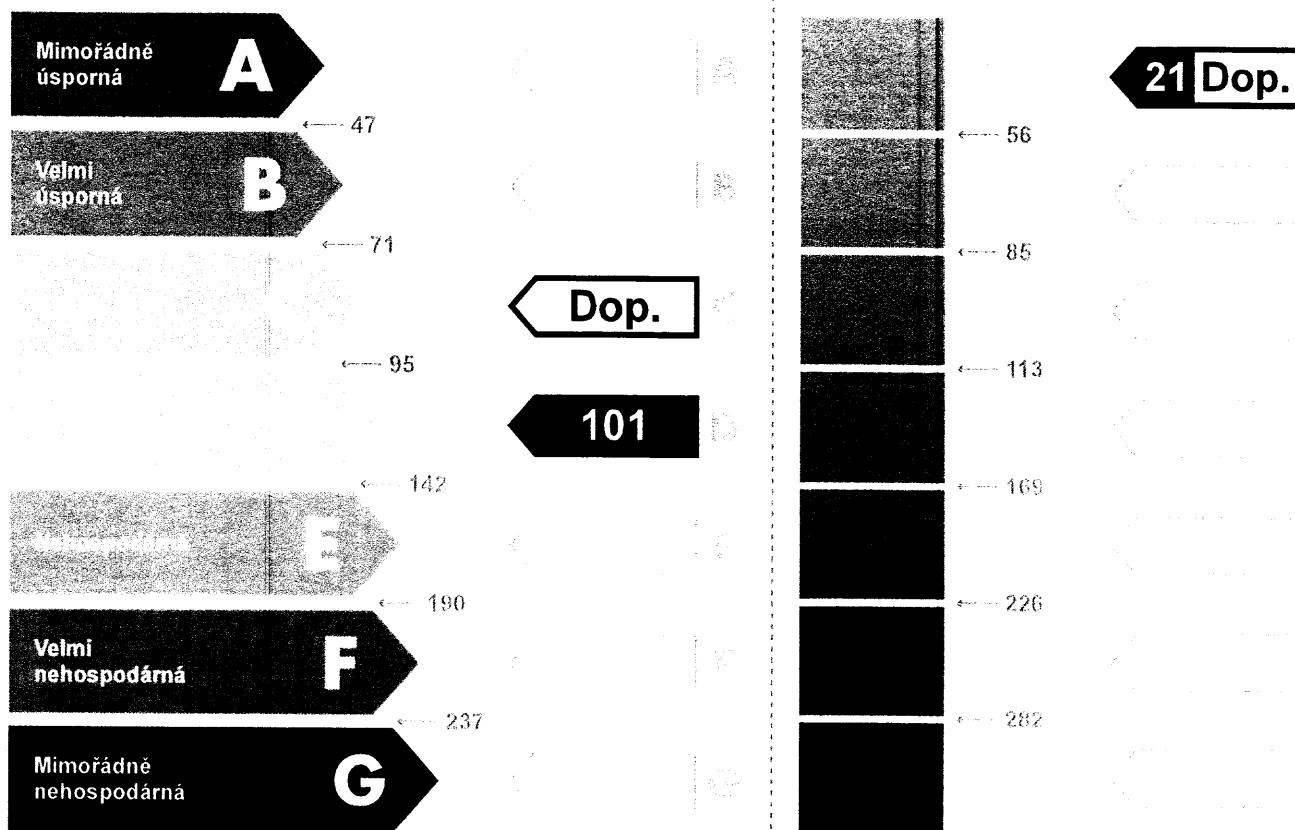 Mimořádně
úsporná
A
47
Velmi
úsporná
B
71
Dop.
95
101
142
E
190
Velmi
nehospodárná
F
237
Mimořádně
nehospodárná
G
21 Dop.
56
85
113
169
226
282